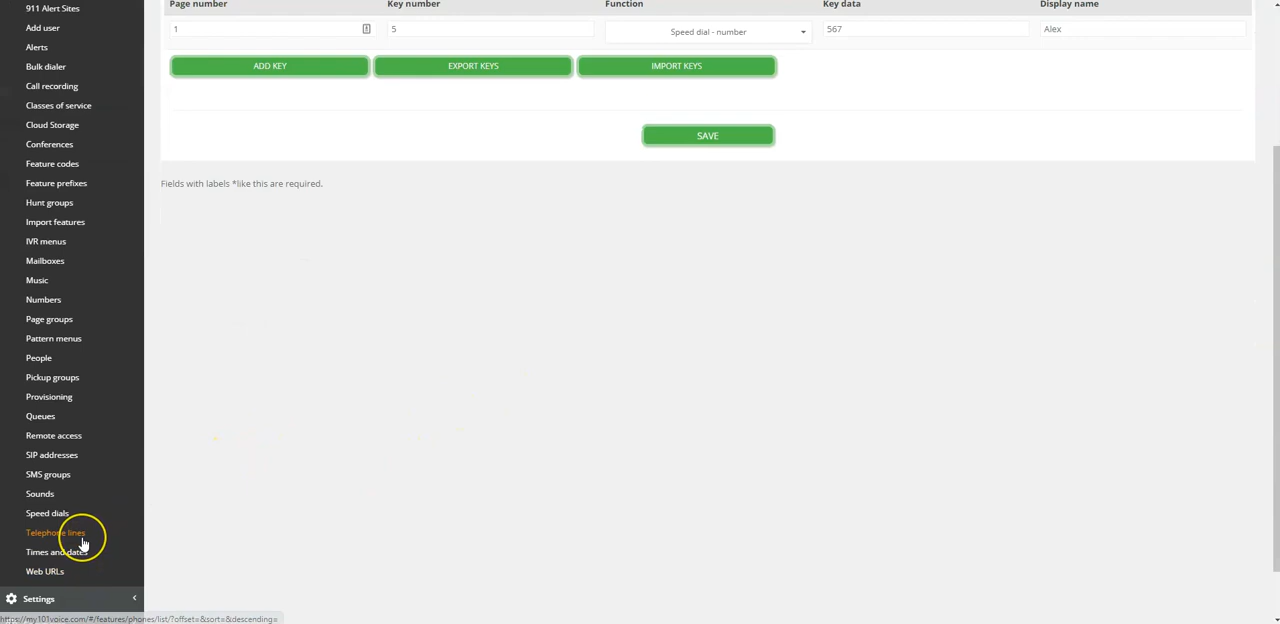 911 Alert Sites
Add user
Alerts
Bulk dialer
Call recording
Classes of service
Cloud Storage
Conferences
Feature codes
Feature prefixes
Hunt groups
Import features
IVR menus
Mailboxes
Music
Numbers
Page groups
Pattern menus
People
Pickup groups
Provisioning
Queues
Remote access
SIP addresses
SMS groups
Sounds
Speed dials
Telephone lines
Times and dates
Web URLs
Settings
Page number Key number Function Key data Display name
1 5 Speed dial - number 567 Alex
ADD KEY EXPORT KEYS IMPORT KEYS
SAVE
Fields with labels *like this are required.
https://my.101voice.com/#/features/phones/list/?offset=&sort=&descending=